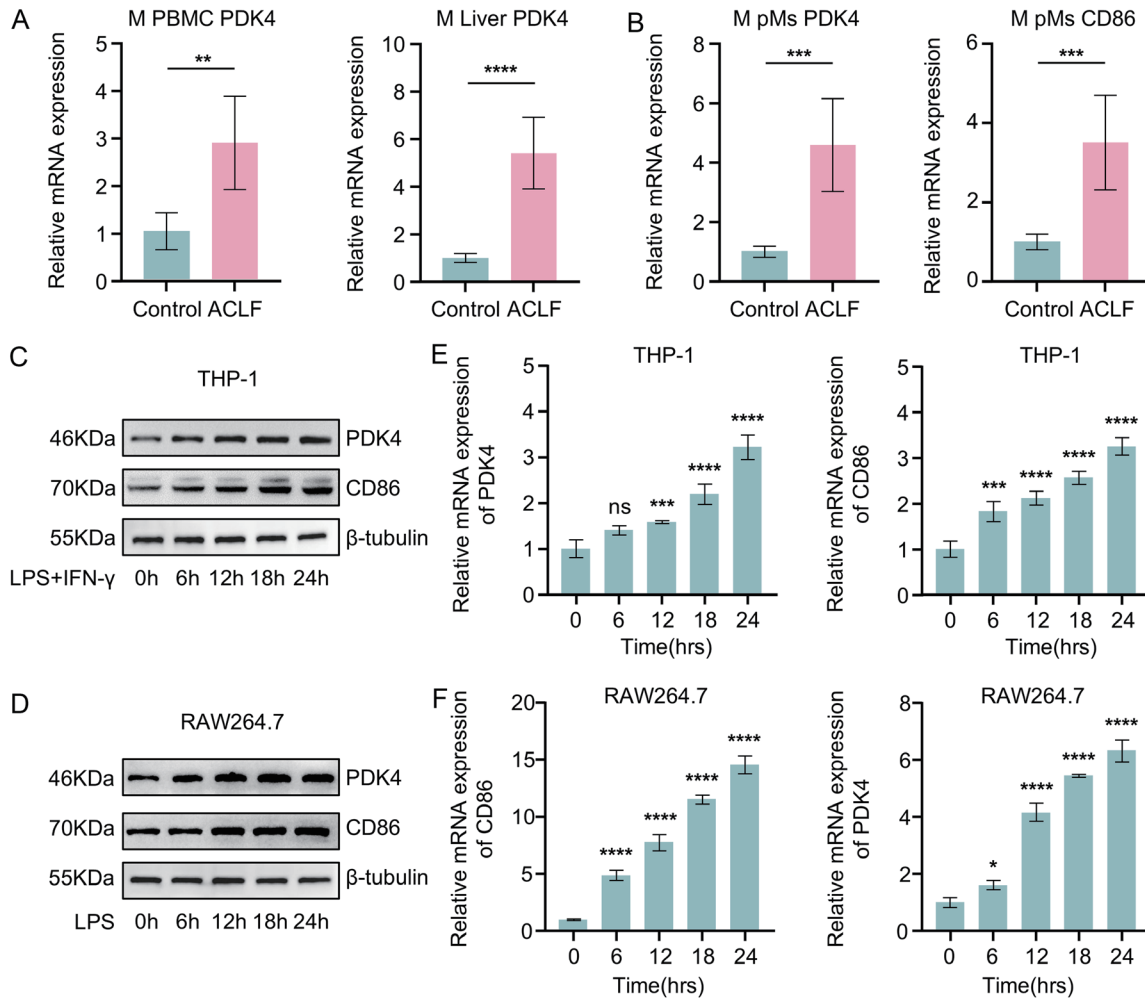 A
M PBMC PDK4
Relative mRNA expression
5
4
3
2
1
0
**
Control ACLF
M Liver PDK4
Relative mRNA expression
10
8
6
4
2
0
****
Control ACLF
B
M pMs PDK4
Relative mRNA expression
8
6
4
2
0
***
Control ACLF
M pMs CD86
Relative mRNA expression
6
4
2
0
***
Control ACLF
C
THP-1
46KDa PDK4
70KDa CD86
55KDa β-tubulin
LPS+IFN-γ 0h 6h 12h 18h 24h
D
RAW264.7
46KDa PDK4
70KDa CD86
55KDa β-tubulin
LPS 0h 6h 12h 18h 24h
E
THP-1
Relative mRNA expression
of PDK4
5
4
3
2
1
0
ns *** **** ****
0 6 12 18 24
Time(hrs)
THP-1
Relative mRNA expression
of CD86
5
4
3
2
1
0
*** **** **** ****
0 6 12 18 24
Time(hrs)
F
RAW264.7
Relative mRNA expression
of CD86
20
15
10
5
0
**** **** **** ****
0 6 12 18 24
Time(hrs)
RAW264.7
Relative mRNA expression
of PDK4
8
6
4
2
0
* **** **** ****
0 6 12 18 24
Time(hrs)